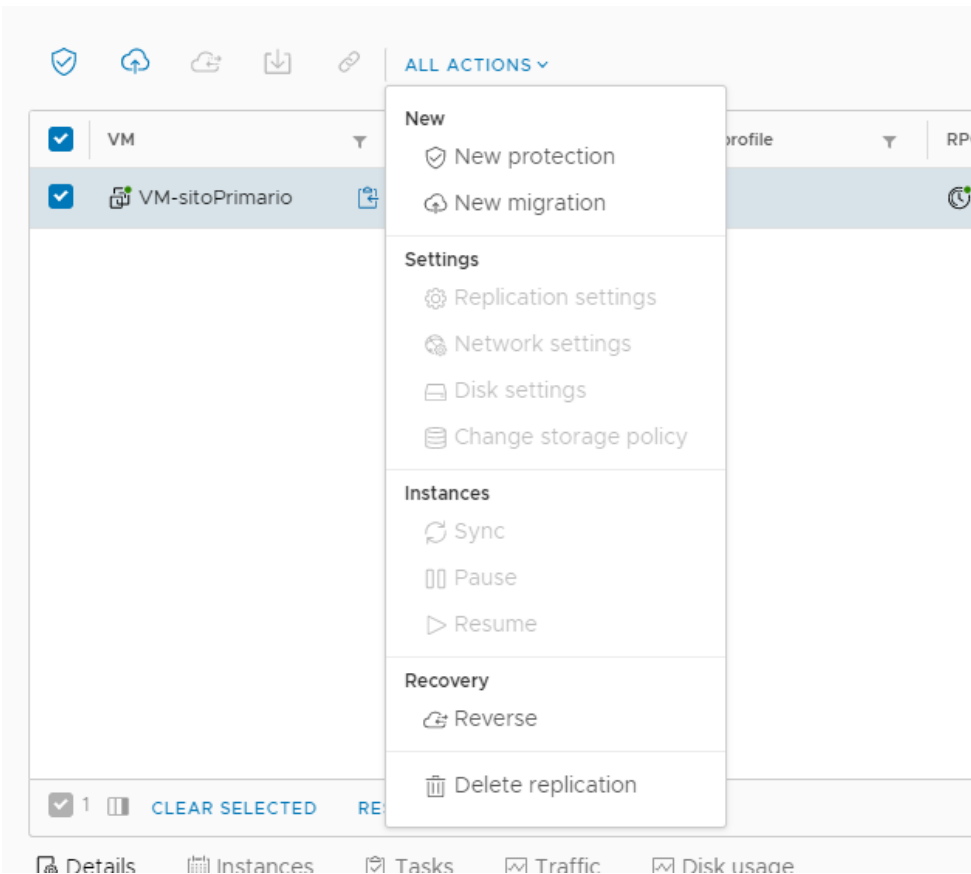 ALL ACTIONS
VM
profile
VM-sitoPrimario
New
New protection
New migration
Settings
Replication settings
Network settings
Disk settings
Change storage policy
Instances
Sync
Pause
Resume
Recovery
Reverse
Delete replication
1
CLEAR SELECTED
Details
Instances
Tasks
Traffic
Disk usage